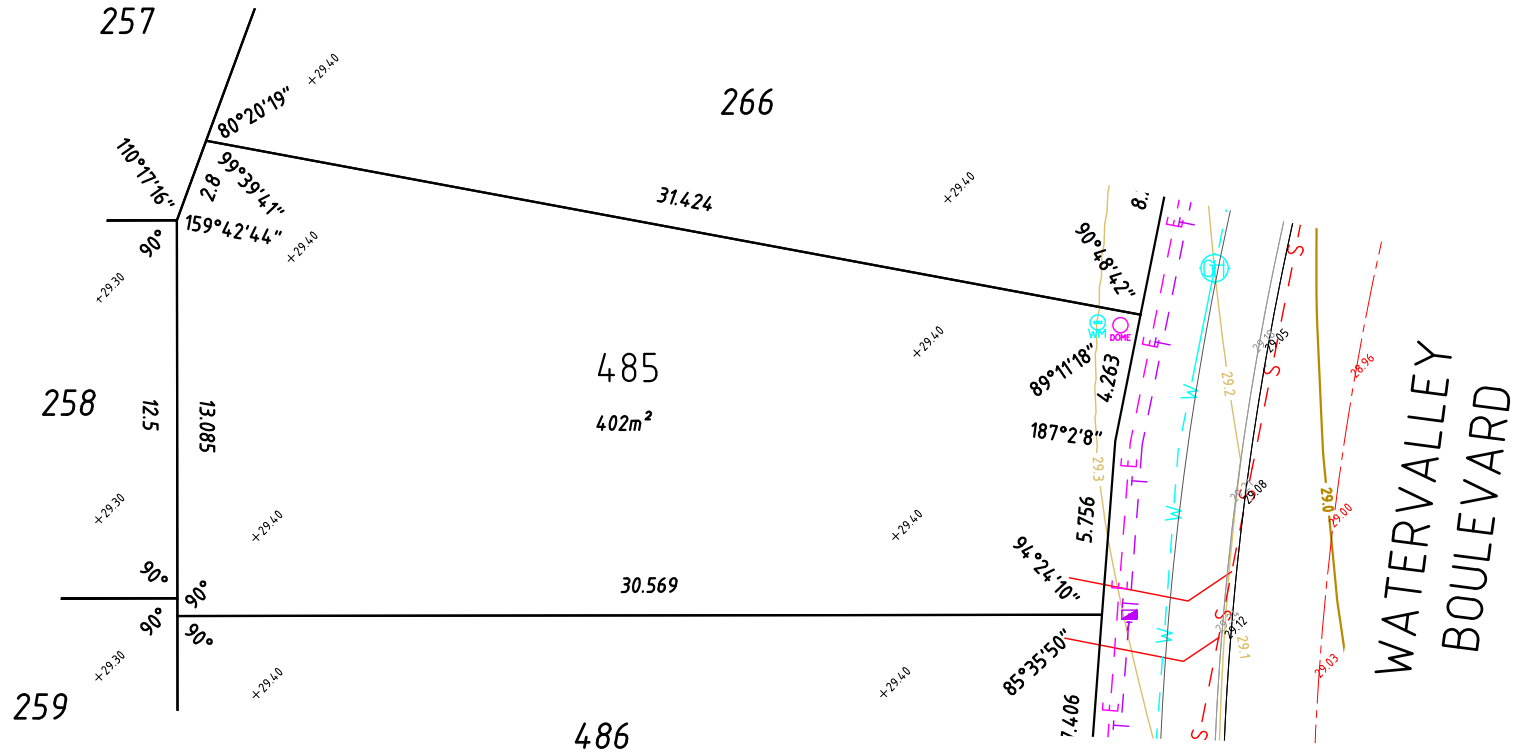 257
+29.40
80°20'19"
266
110°17'16"
99°39'41"
2.8
31.424
+29.40
159°42'44"
90°
+29.40
+29.30
90°48'42"
WM
DOME
E
T
E
T
W
S
S
29.05
28.96
+29.40
485
402m²
89°11'18"
4.263
29.2
258
12.5
13.085
187°2'8"
29.3
E
T
W
S
29.08
29.0
29.00
WATERVALLEY
BOULEVARD
+29.30
+29.40
+29.40
5.756
94°24'10"
90°
90°
30.569
E
T
W
S
29.12
29.1
90°
90°
+29.30
+29.40
+29.40
85°35'50"
29.03
259
486
E
T
S